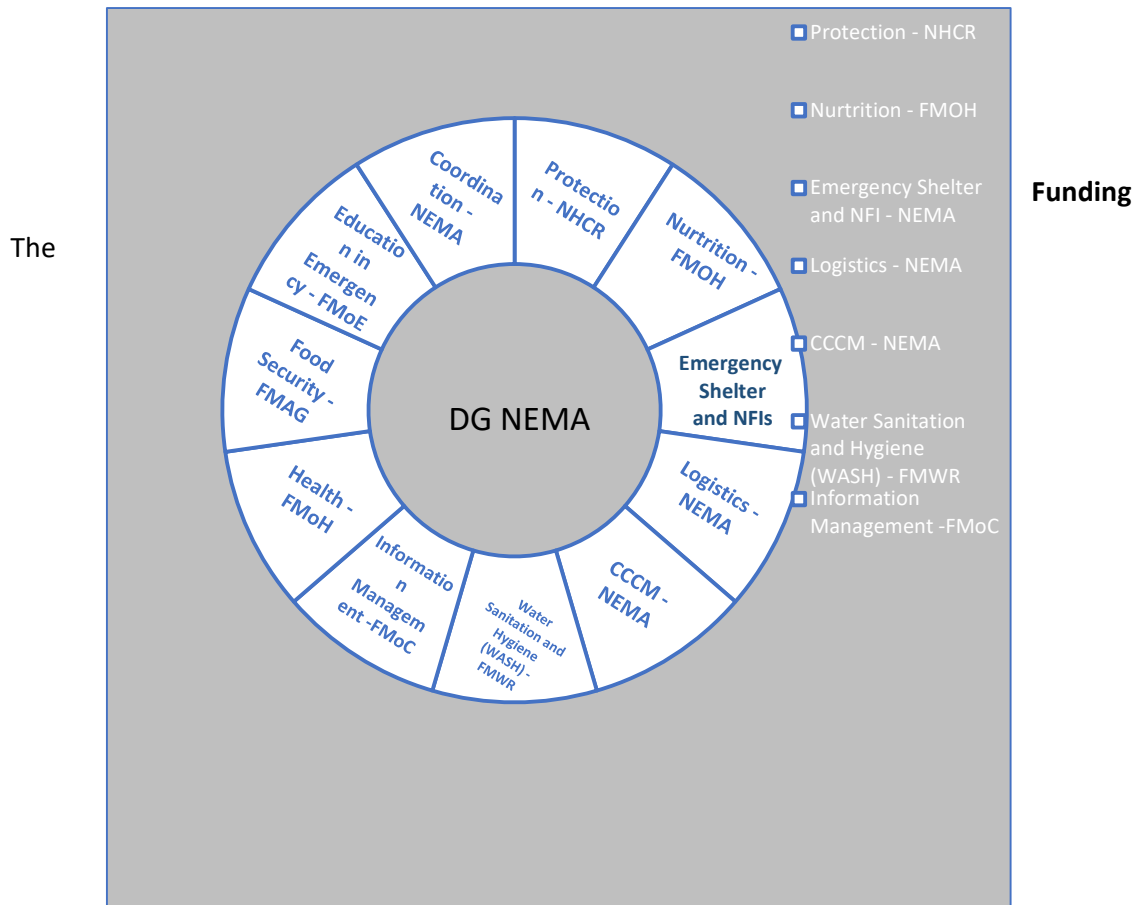 Protection - NHCR
Nurtrition - FMOH
Emergency Shelter
and NFI - NEMA
Logistics - NEMA
CCCM - NEMA
Water Sanitation
and Hygiene
(WASH) - FMWR
Information
Management -FMoC
Funding
The
Protectio
n - NHCR
Nurtrition -
FMOH
Emergency
Shelter
and NFIs
Logistics -
NEMA
CCCM -
NEMA
Water
Sanitation and
Hygiene
(WASH) -
FMWR
Informatio
n
Managem
ent -FMoC
Health -
FMoH
Food
Security -
FMAG
Educatio
n in
Emergen
cy - FMoE
Coordina
tion -
NEMA
DG NEMA